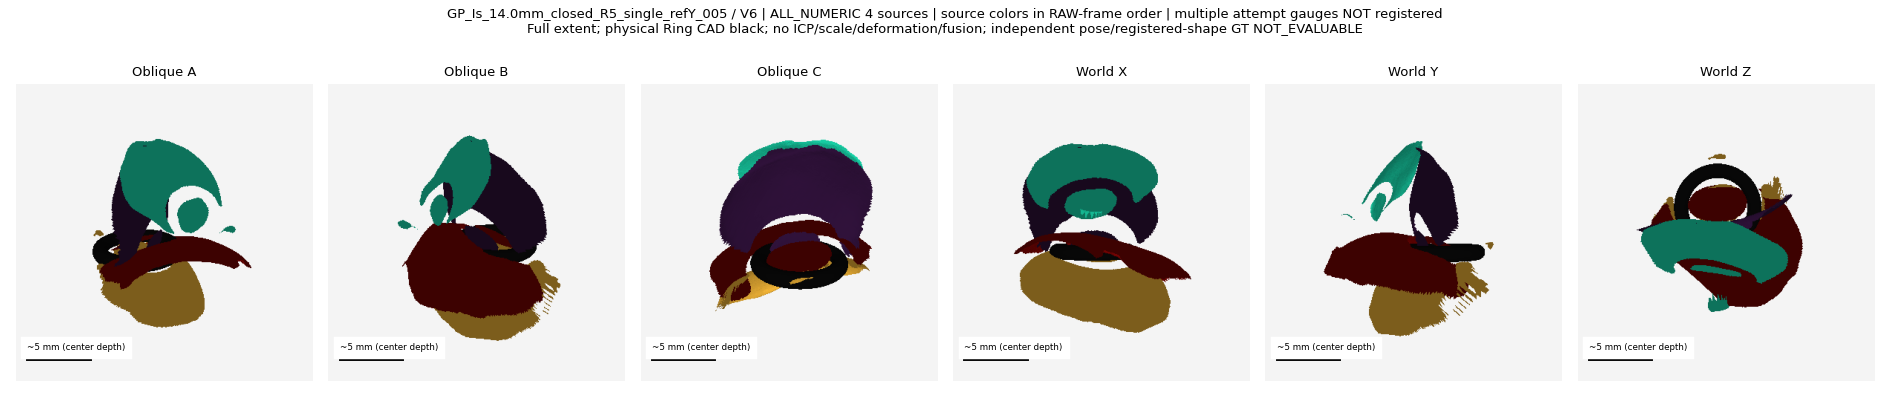 GP_Is_14.0mm_closed_R5_single_refY_005 / V6 | ALL_NUMERIC 4 sources | source colors in RAW-frame order | multiple attempt gauges NOT registered
Full extent; physical Ring CAD black; no ICP/scale/deformation/fusion; independent pose/registered-shape GT NOT_EVALUABLE
Oblique A
Oblique B
Oblique C
World X
World Y
World Z
~5 mm (center depth)
~5 mm (center depth)
~5 mm (center depth)
~5 mm (center depth)
~5 mm (center depth)
~5 mm (center depth)